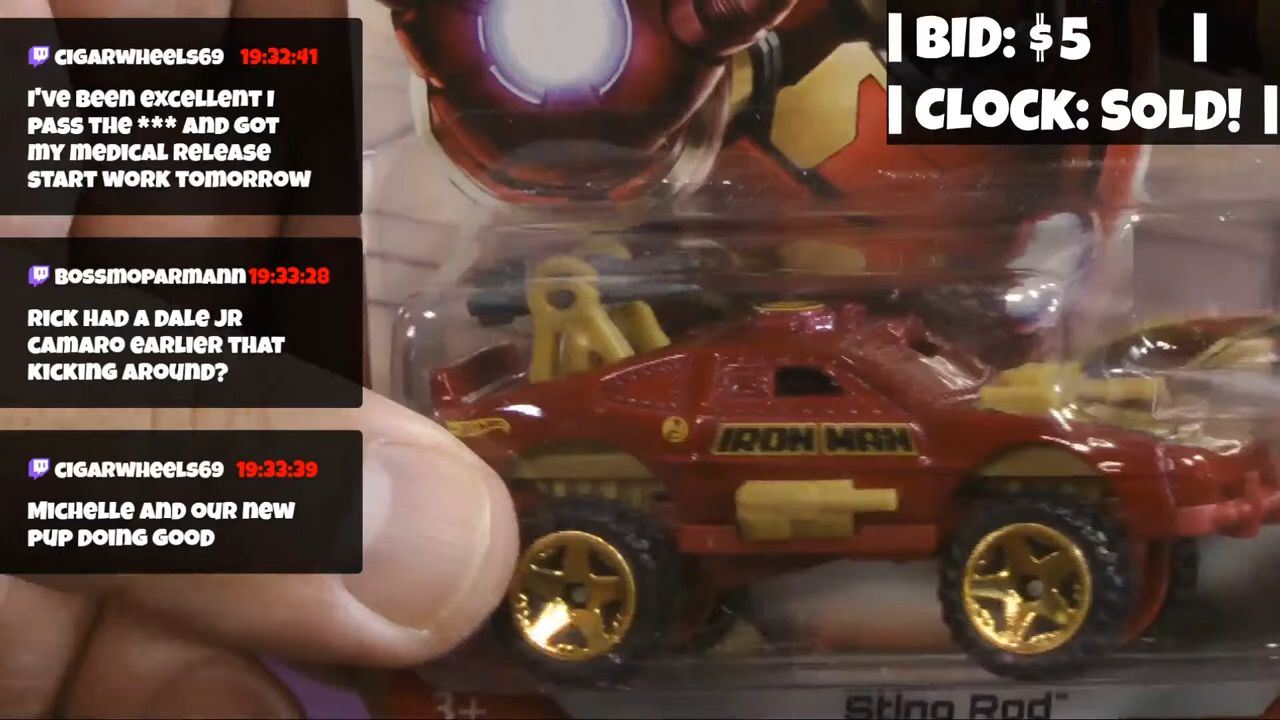 CIGARWHEELS69 19:32:41
I'VE BEEN EXCELLENT I
PASS THE *** AND GOT
MY MEDICAL RELEASE
START WORK TOMORROW
BOSSMOPARMANN 19:33:28
RICK HAD A DALE JR
CAMARO EARLIER THAT
KICKING AROUND?
CIGARWHEELS69 19:33:39
MICHELLE AND OUR NEW
PUP DOING GOOD
| BID: $5 |
| CLOCK: SOLD! |
IRON MAN
3+
Sting Rod™